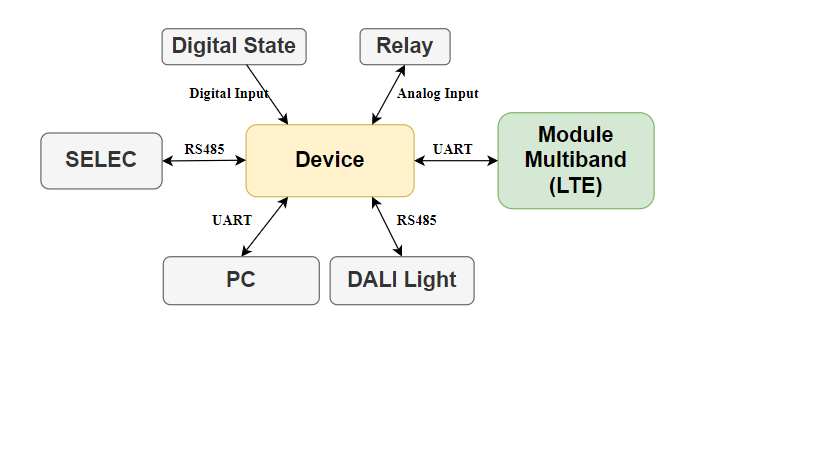 Digital State
Relay
Digital Input
Analog Input
SELEC
RS485
Device
UART
Module
Multiband
(LTE)
UART
RS485
PC
DALI Light